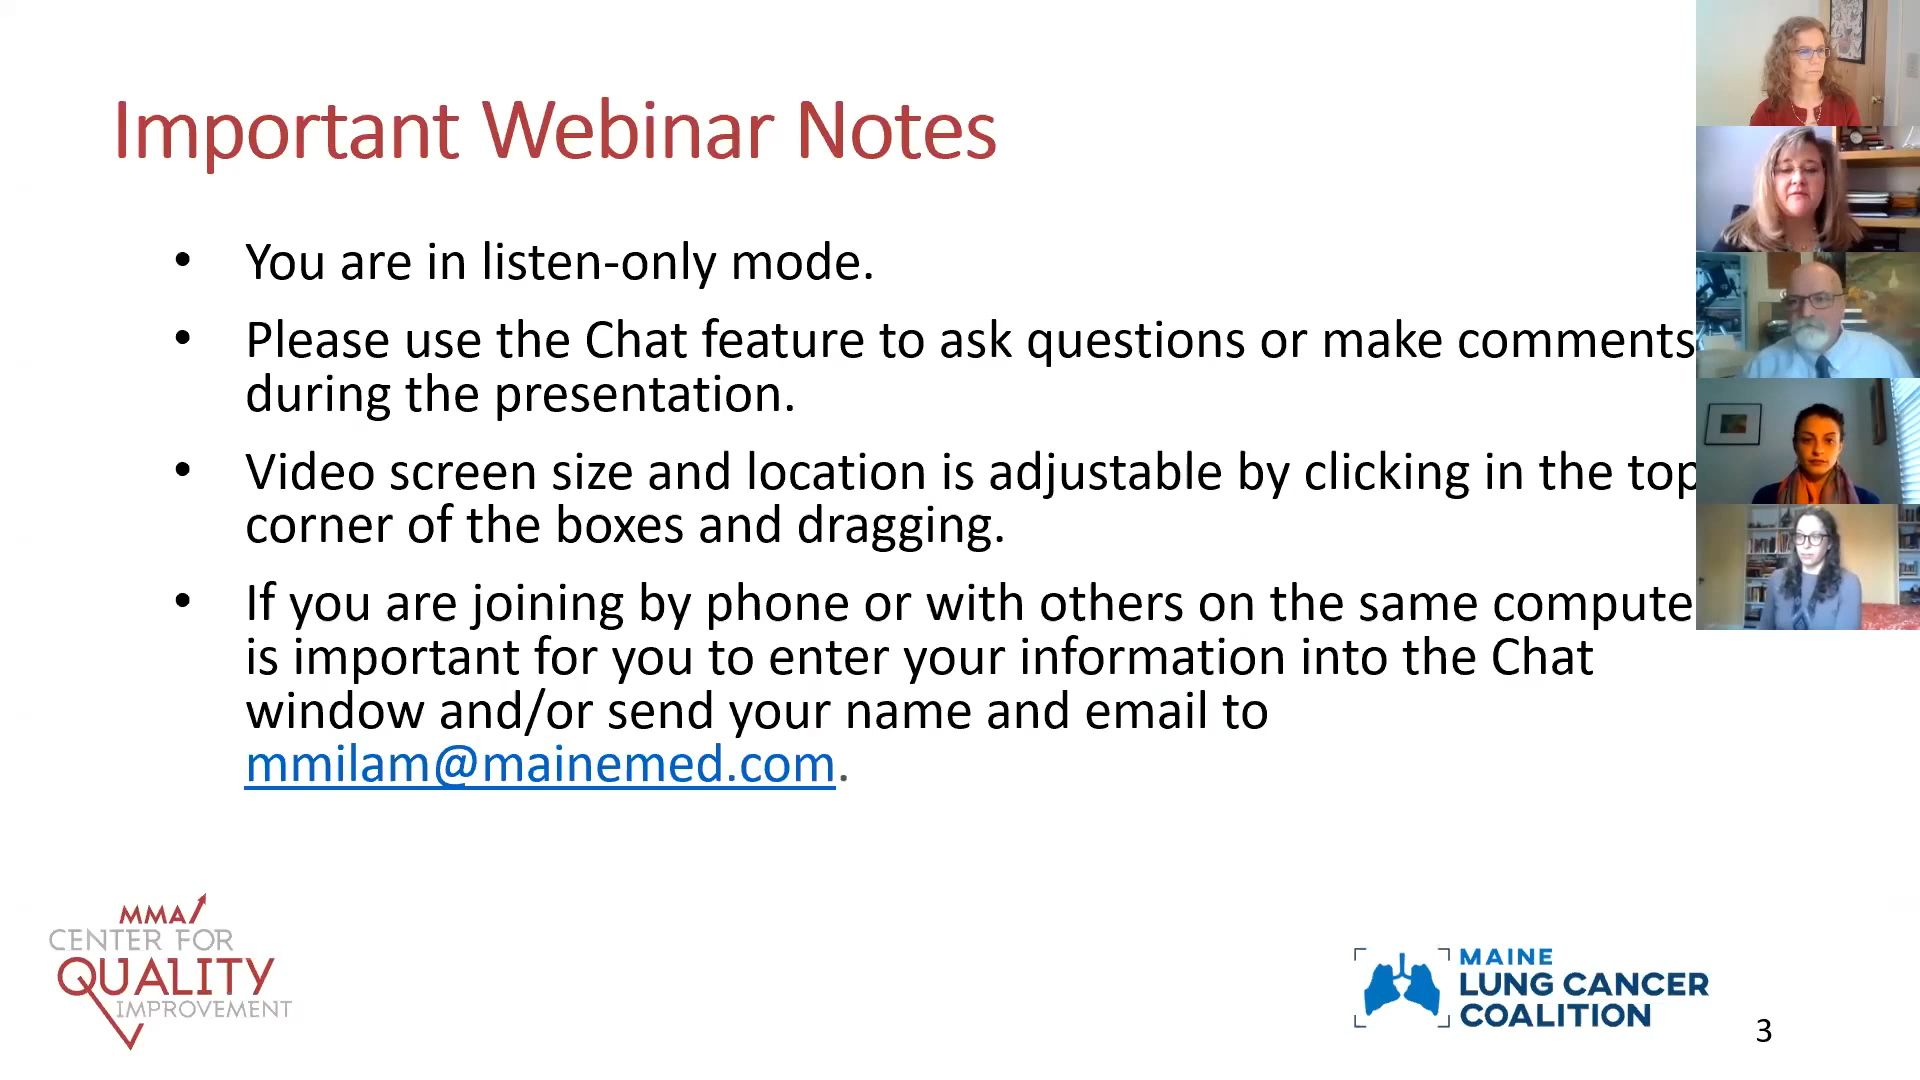 Important Webinar Notes
• You are in listen-only mode.
• Please use the Chat feature to ask questions or make comments
during the presentation.
• Video screen size and location is adjustable by clicking in the top
corner of the boxes and dragging.
• If you are joining by phone or with others on the same compute
is important for you to enter your information into the Chat
window and/or send your name and email to
mmilam@mainemed.com.
MMA
CENTER FOR
QUALITY
IMPROVEMENT
MAINE
LUNG CANCER
COALITION
3